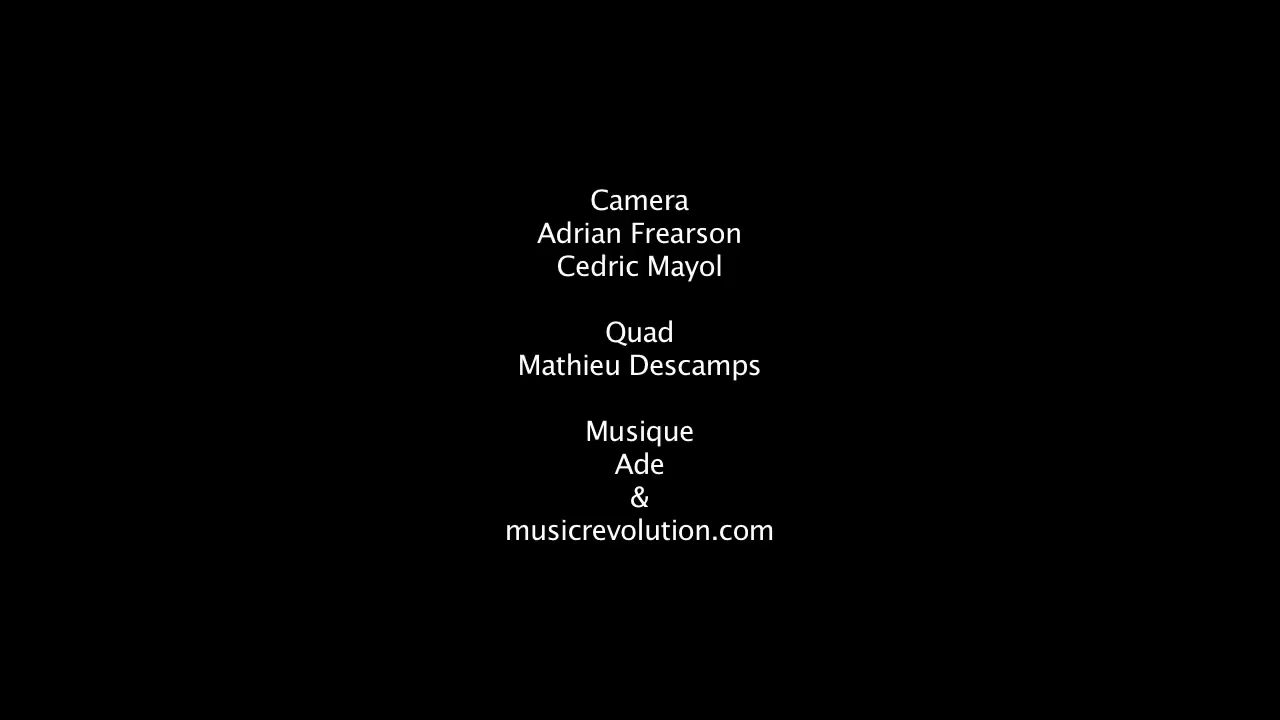 Camera
Adrian Frearson
Cedric Mayol
Quad
Mathieu Descamps
Musique
Ade
&
musicrevolution.com